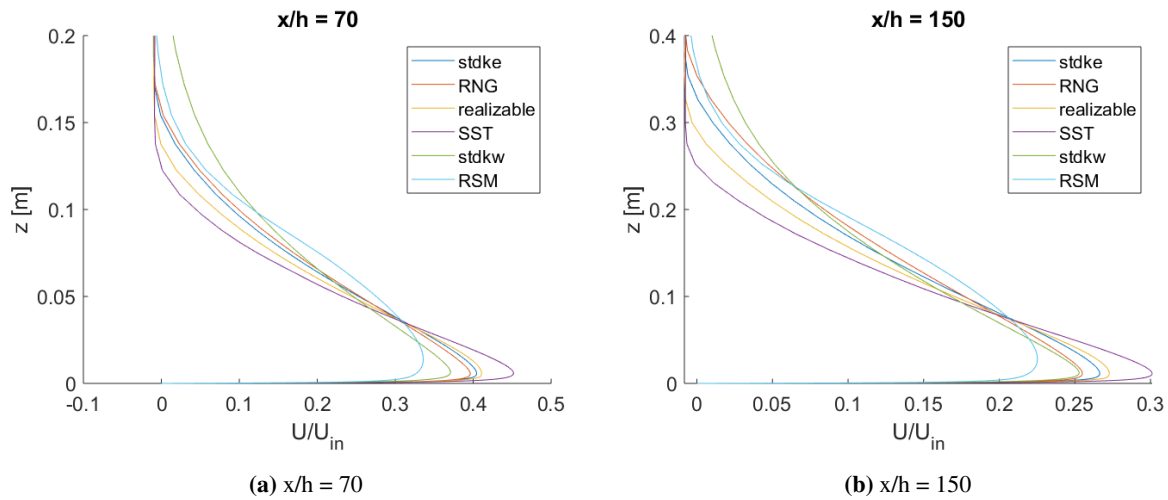 x/h = 70
0.2
0.15
0.1
0.05
0
z [m]
-0.1
0
0.1
0.2
0.3
0.4
0.5
U/U_in
stdke
RNG
realizable
SST
stdkw
RSM
(a) x/h = 70
x/h = 150
0.4
0.3
0.2
0.1
0
z [m]
0
0.05
0.1
0.15
0.2
0.25
0.3
U/U_in
stdke
RNG
realizable
SST
stdkw
RSM
(b) x/h = 150